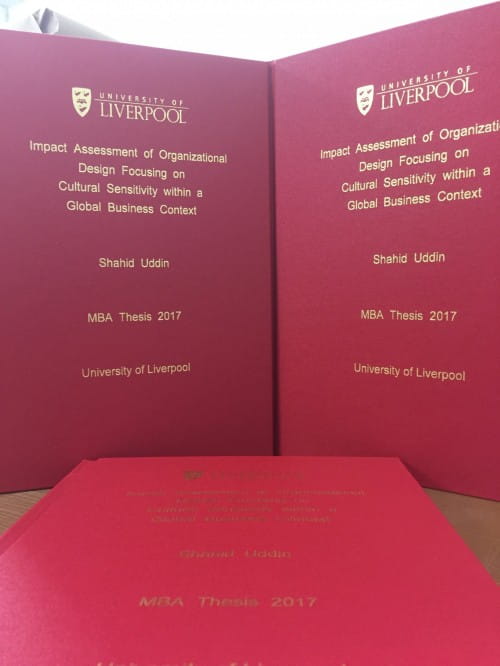 UNIVERSITY OF
LIVERPOOL
Impact Assessment of Organizational
Design Focusing on
Cultural Sensitivity within a
Global Business Context
Shahid Uddin
MBA Thesis 2017
University of Liverpool
UNIVERSITY OF
LIVERPOOL
Impact Assessment of Organizatio
Design Focusing on
Cultural Sensitivity within a
Global Business Context
Shahid Uddin
MBA Thesis 2017
University of Liverpool
Shahid Uddin
MBA Thesis 2017